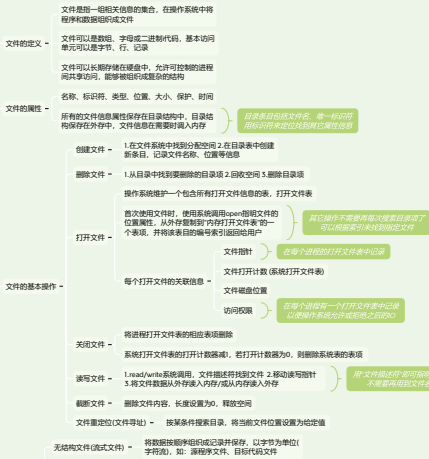 文件是指一组相关信息的集合，在操作系统中将
程序和数据组织成文件
文件的定义
文件可以是数组、字母或二进制代码，基本访问
单元可以是字节、行、记录
文件可以长期存储在硬盘中，允许可控制的进程
间共享访问，能够被组织成复杂的结构
文件的属性
名称、标识符、类型、位置、大小、保护、时间
所有的文件信息属性保存在目录结构中，目录结
构保存在外存中，文件信息在需要时调入内存
目录条目包括文件名、唯一标识符
用标识符来定位找到其它属性信息
文件的基本操作
创建文件
1.在文件系统中找到分配空间 2.在目录表中创建
新条目，记录文件名称、位置等信息
删除文件
1.从目录中找到要删除的目录项 2.回收空间 3.删除目录项
打开文件
操作系统维护一个包含所有打开文件信息的表，打开文件表
首次使用文件时，使用系统调用open指明文件的
位置属性，从外存复制到"内存打开文件表"的一
个表项，并将该表目的编号索引返回给用户
其它操作不需要再每次搜索目录项了
可以根据索引未找到指定文件
每个打开文件的关联信息
文件指针
在每个进程的打开文件表中记录
文件打开计数 (系统打开文件表)
文件磁盘位置
访问权限
在每个进程有一个打开文件表中记录
以便操作系统允许或拒绝之后的IO
关闭文件
将进程打开文件表的相应表项删除
系统打开文件表的打开计数器减1，若打开计数器为0，则删除系统表的表项
读写文件
1.read/write系统调用，文件描述符找到文件 2.移动读写指针
3.将文件数据从外存读入内存/或从内存读入外存
用"文件描述符"即可指明
不需要再用到文件名
截断文件
删除文件内容，长度设置为0，释放空间
文件重定位(文件寻址)
按某条件搜索目录，将当前文件位置设置为给定值
无结构文件(流式文件)
将数据按顺序组织成记录并保存，以字节为单位(
字符流)，如：源程序文件、目标代码文件